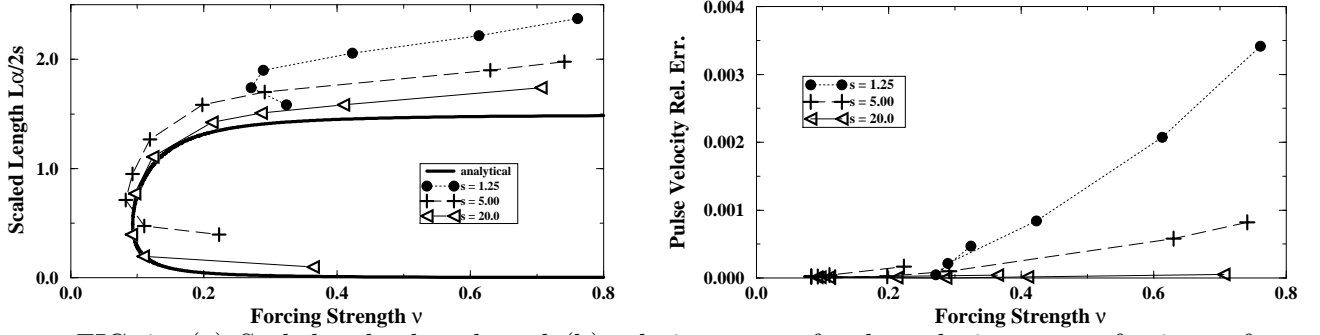 Scaled Length Lα/2s
2.0
1.0
0.0
0.0 0.2 0.4 0.6 0.8
Forcing Strength ν
analytical
s = 1.25
s = 5.00
s = 20.0
Pulse Velocity Rel. Err.
0.004
0.003
0.002
0.001
0.000
0.0 0.2 0.4 0.6 0.8
Forcing Strength ν
s = 1.25
s = 5.00
s = 20.0